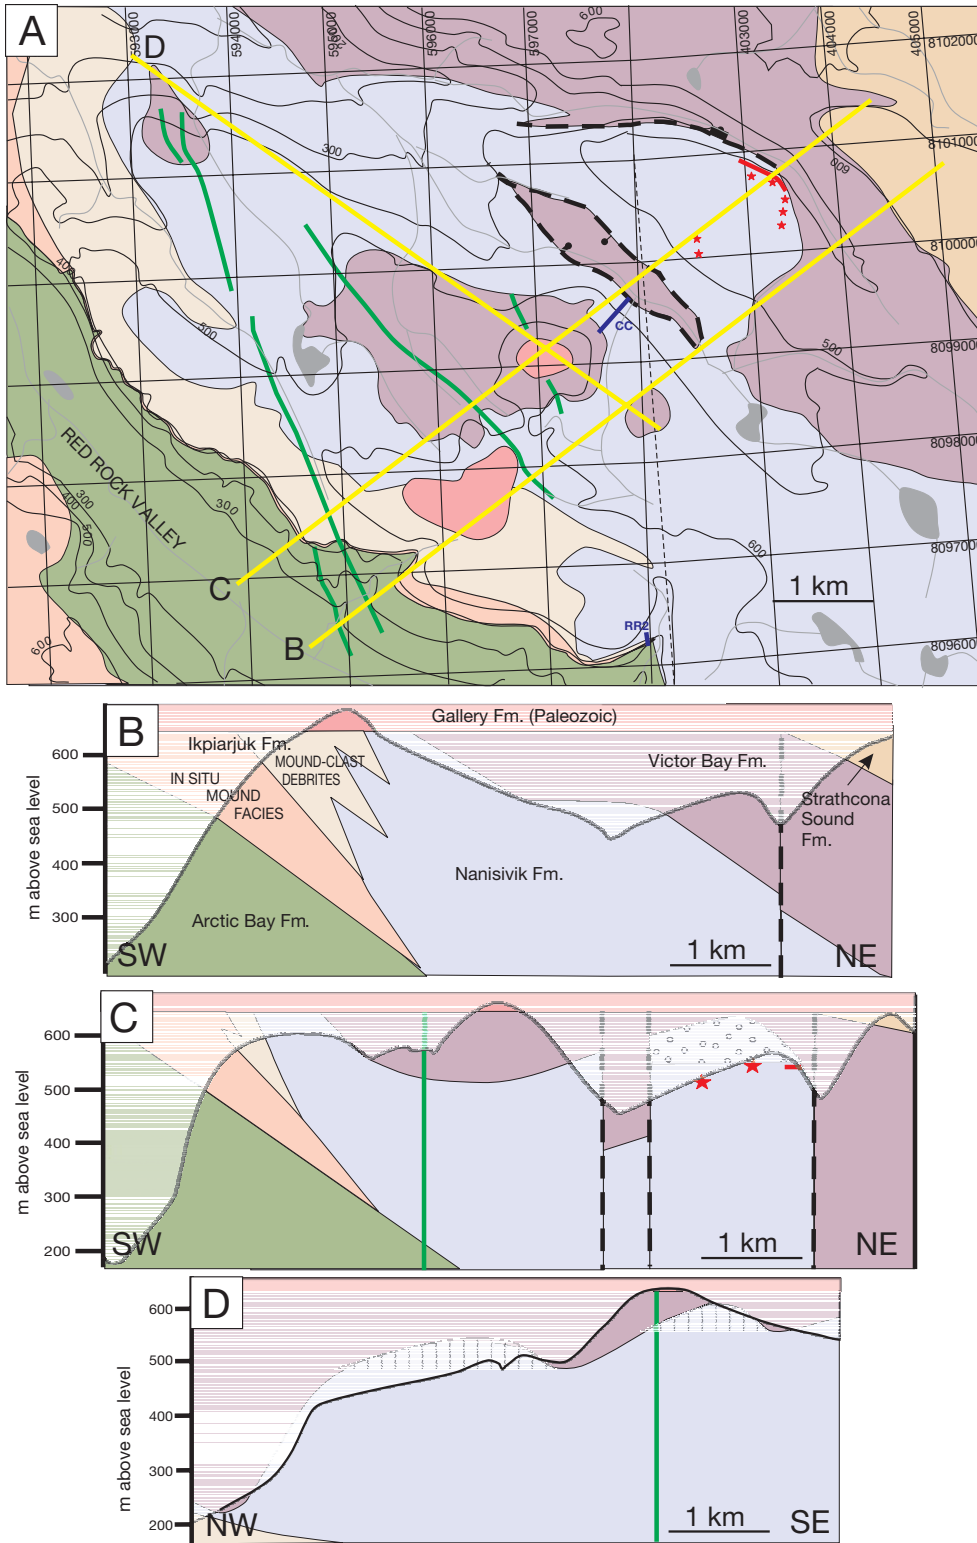 A
593000
594000
595000
596000
597000
403000
404000
405000
8102000
8101000
8100000
8099000
8098000
8097000
8096000
D
600
300
600
500
400
500
CC
300
400
300
500
600
600
RED ROCK VALLEY
C
B
RR2
1 km
B
Gallery Fm. (Paleozoic)
Ikpiarjuk Fm.
MOUND-CLAST
DEBRITES
IN SITU
MOUND
FACIES
Victor Bay Fm.
Strathcona
Sound
Fm.
Nanisivik Fm.
Arctic Bay Fm.
m above sea level
600
500
400
300
SW
1 km
NE
C
m above sea level
600
500
400
300
200
SW
1 km
NE
D
m above sea level
600
500
400
300
200
NW
1 km
SE